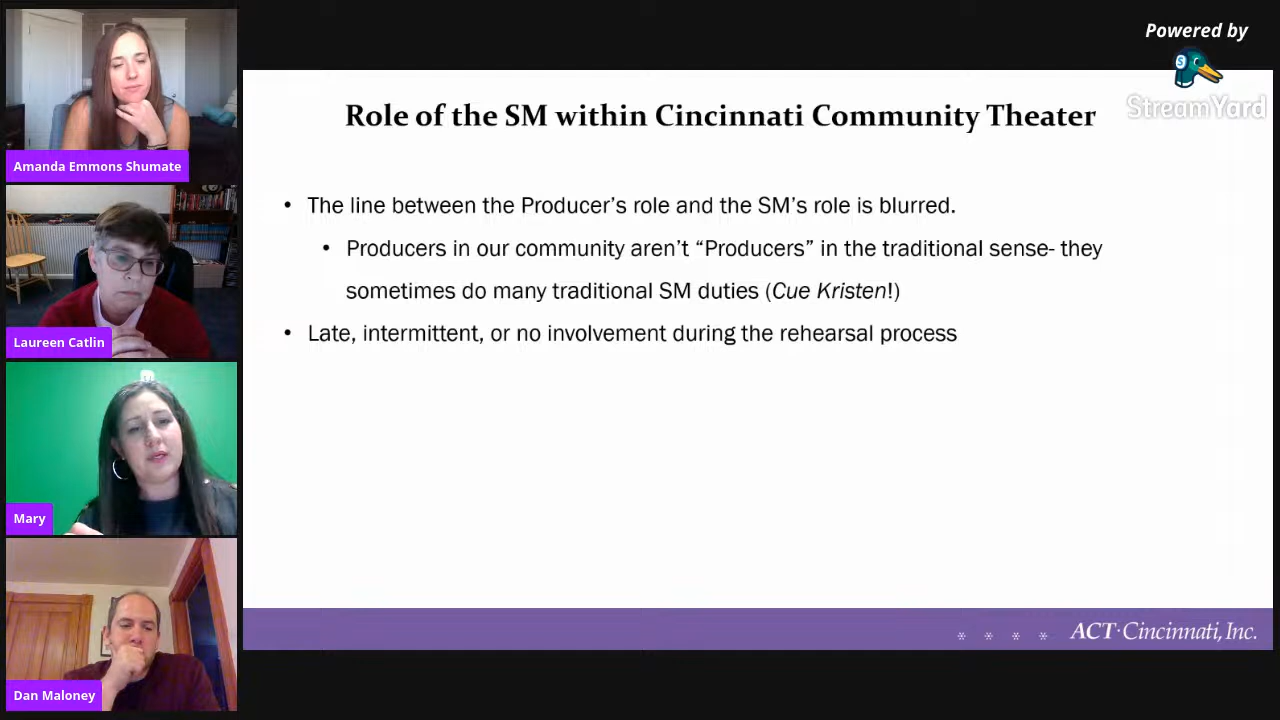 Powered by
StreamYard
Role of the SM within Cincinnati Community Theater
• The line between the Producer’s role and the SM’s role is blurred.
• Producers in our community aren’t “Producers” in the traditional sense- they
sometimes do many traditional SM duties (Cue Kristen!)
• Late, intermittent, or no involvement during the rehearsal process
Amanda Emmons Shumate
Laureen Catlin
Mary
Dan Maloney
* * * * ACT·Cincinnati, Inc.